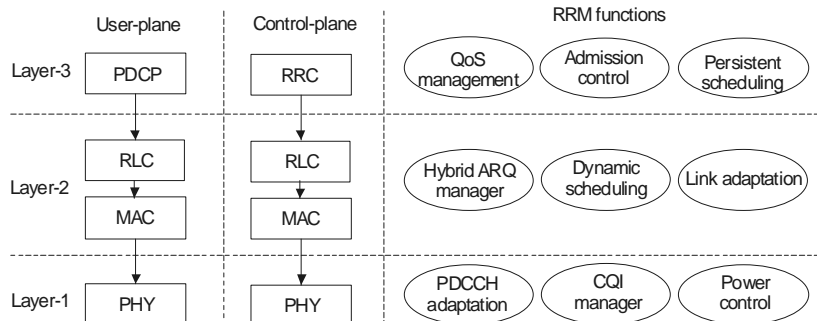 User-plane Control-plane RRM functions
Layer-3 PDCP RRC QoS management Admission control Persistent scheduling
Layer-2 RLC RLC Hybrid ARQ manager Dynamic scheduling Link adaptation
MAC MAC
Layer-1 PHY PHY PDCCH adaptation CQI manager Power control